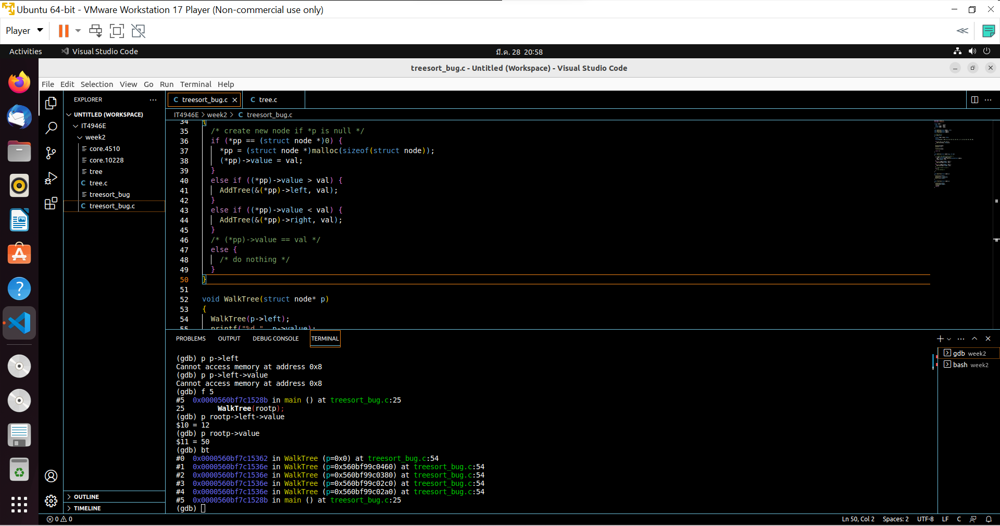 Ubuntu 64-bit - VMware Workstation 17 Player (Non-commercial use only)
Player
Activities
Visual Studio Code
มี.ค. 28 20:58
treesort_bug.c - Untitled (Workspace) - Visual Studio Code
File Edit Selection View Go Run Terminal Help
EXPLORER
UNTITLED (WORKSPACE)
IT4946E
week2
core.4510
core.10228
tree
C tree.c
treesort_bug
C treesort_bug.c
OUTLINE
TIMELINE
C treesort_bug.c
C tree.c
IT4946E > week2 > C treesort_bug.c
34 {
35 /* create new node if *p is null */
36 if (*pp == (struct node *)0) {
37 *pp = (struct node *)malloc(sizeof(struct node));
38 (*pp)->value = val;
39 }
40 else if ((*pp)->value > val) {
41 AddTree(&(*pp)->left, val);
42 }
43 else if ((*pp)->value < val) {
44 AddTree(&(*pp)->right, val);
45 }
46 /* (*pp)->value == val */
47 else {
48 /* do nothing */
49 }
50 }
51
52 void WalkTree(struct node* p)
53 {
54 WalkTree(p->left);
55 printf("%d ", p->value);
PROBLEMS OUTPUT DEBUG CONSOLE TERMINAL
(gdb) p p->left
Cannot access memory at address 0x8
(gdb) p p->left->value
Cannot access memory at address 0x8
(gdb) f 5
#5 0x0000560bf7c1528b in main () at treesort_bug.c:25
25 WalkTree(rootp);
(gdb) p rootp->left->value
$10 = 12
(gdb) p rootp->value
$11 = 50
(gdb) bt
#0 0x0000560bf7c15362 in WalkTree (p=0x0) at treesort_bug.c:54
#1 0x0000560bf7c1536e in WalkTree (p=0x560bf99c0460) at treesort_bug.c:54
#2 0x0000560bf7c1536e in WalkTree (p=0x560bf99c0380) at treesort_bug.c:54
#3 0x0000560bf7c1536e in WalkTree (p=0x560bf99c02c0) at treesort_bug.c:54
#4 0x0000560bf7c1536e in WalkTree (p=0x560bf99c02a0) at treesort_bug.c:54
#5 0x0000560bf7c1528b in main () at treesort_bug.c:25
(gdb)
gdb week2
bash week2
0 0
Ln 50, Col 2 Spaces: 2 UTF-8 LF C